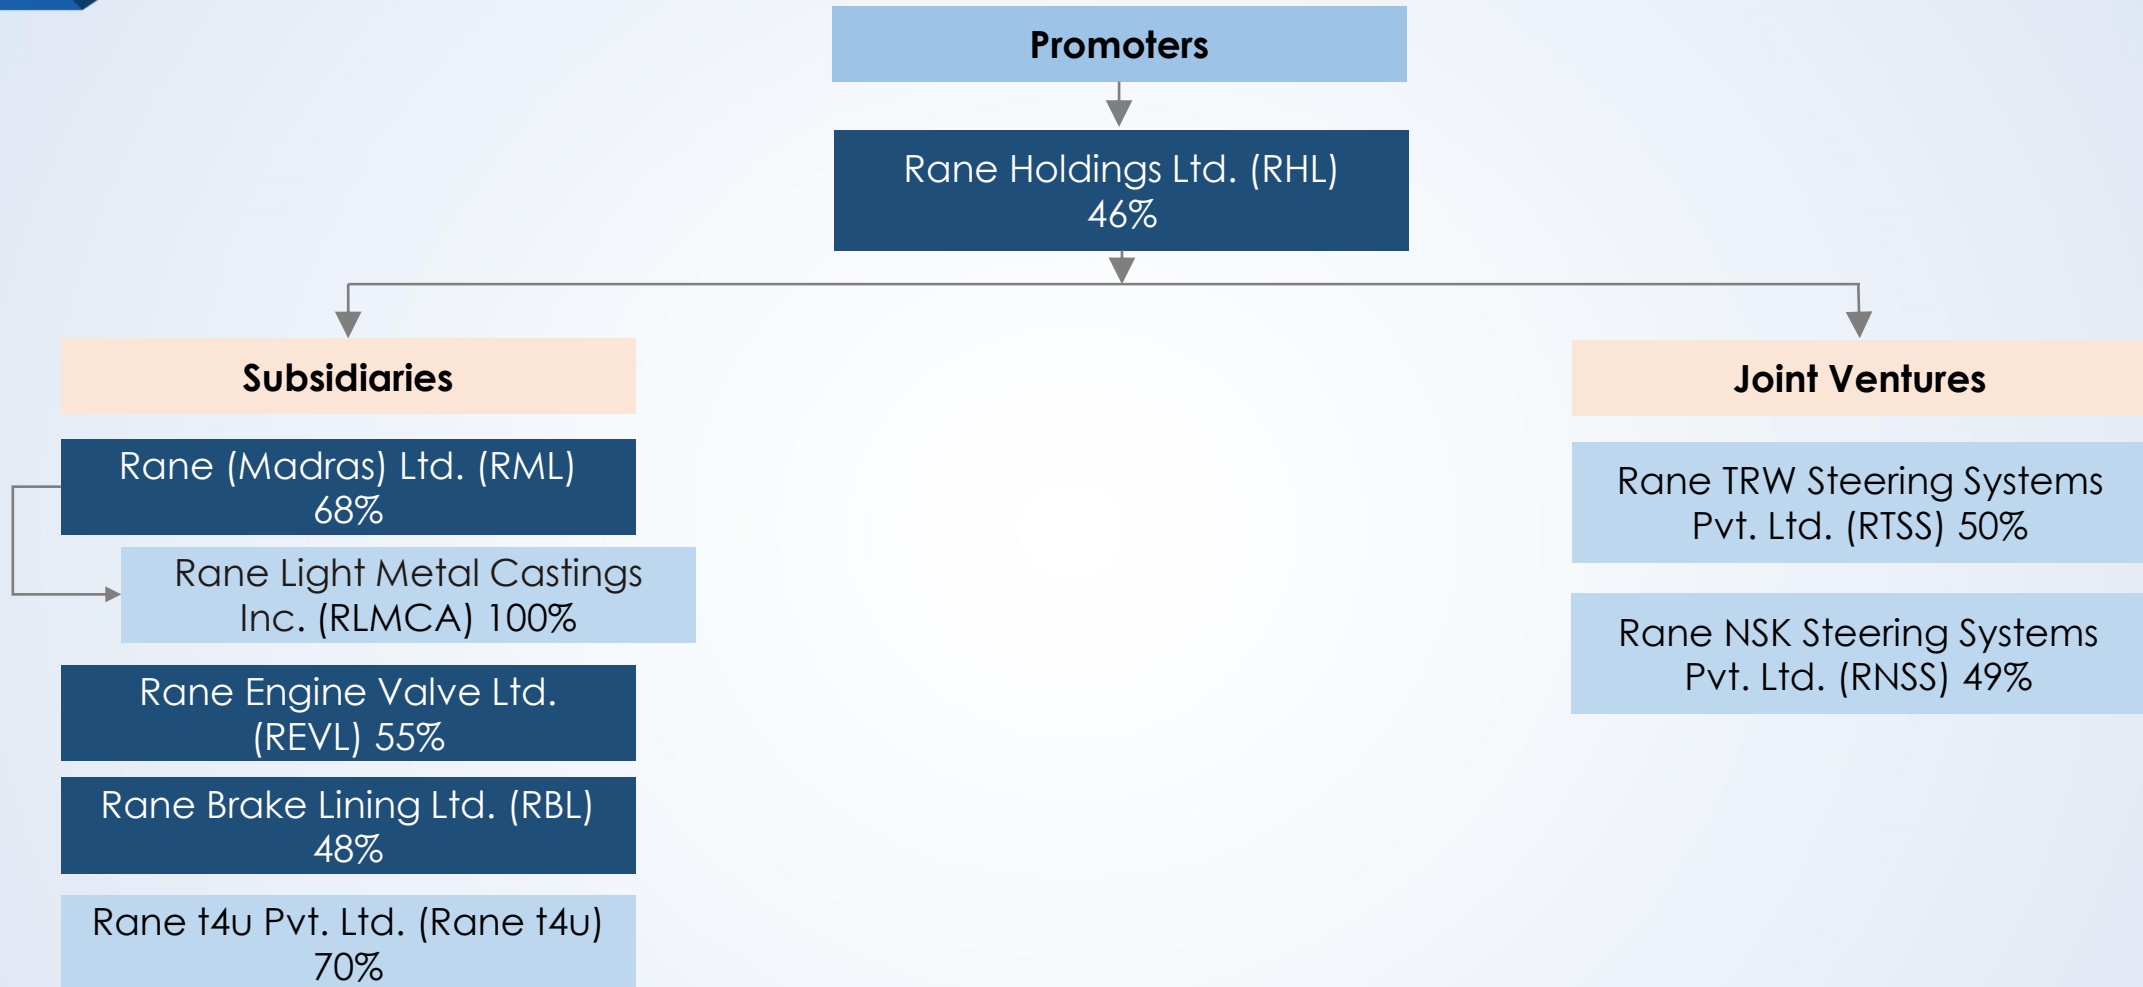 Promoters
Rane Holdings Ltd. (RHL)
46%
Subsidiaries
Rane (Madras) Ltd. (RML)
68%
Rane Light Metal Castings
Inc. (RLMCA) 100%
Rane Engine Valve Ltd.
(REVL) 55%
Rane Brake Lining Ltd. (RBL)
48%
Rane t4u Pvt. Ltd. (Rane t4u)
70%
Joint Ventures
Rane TRW Steering Systems
Pvt. Ltd. (RTSS) 50%
Rane NSK Steering Systems
Pvt. Ltd. (RNSS) 49%